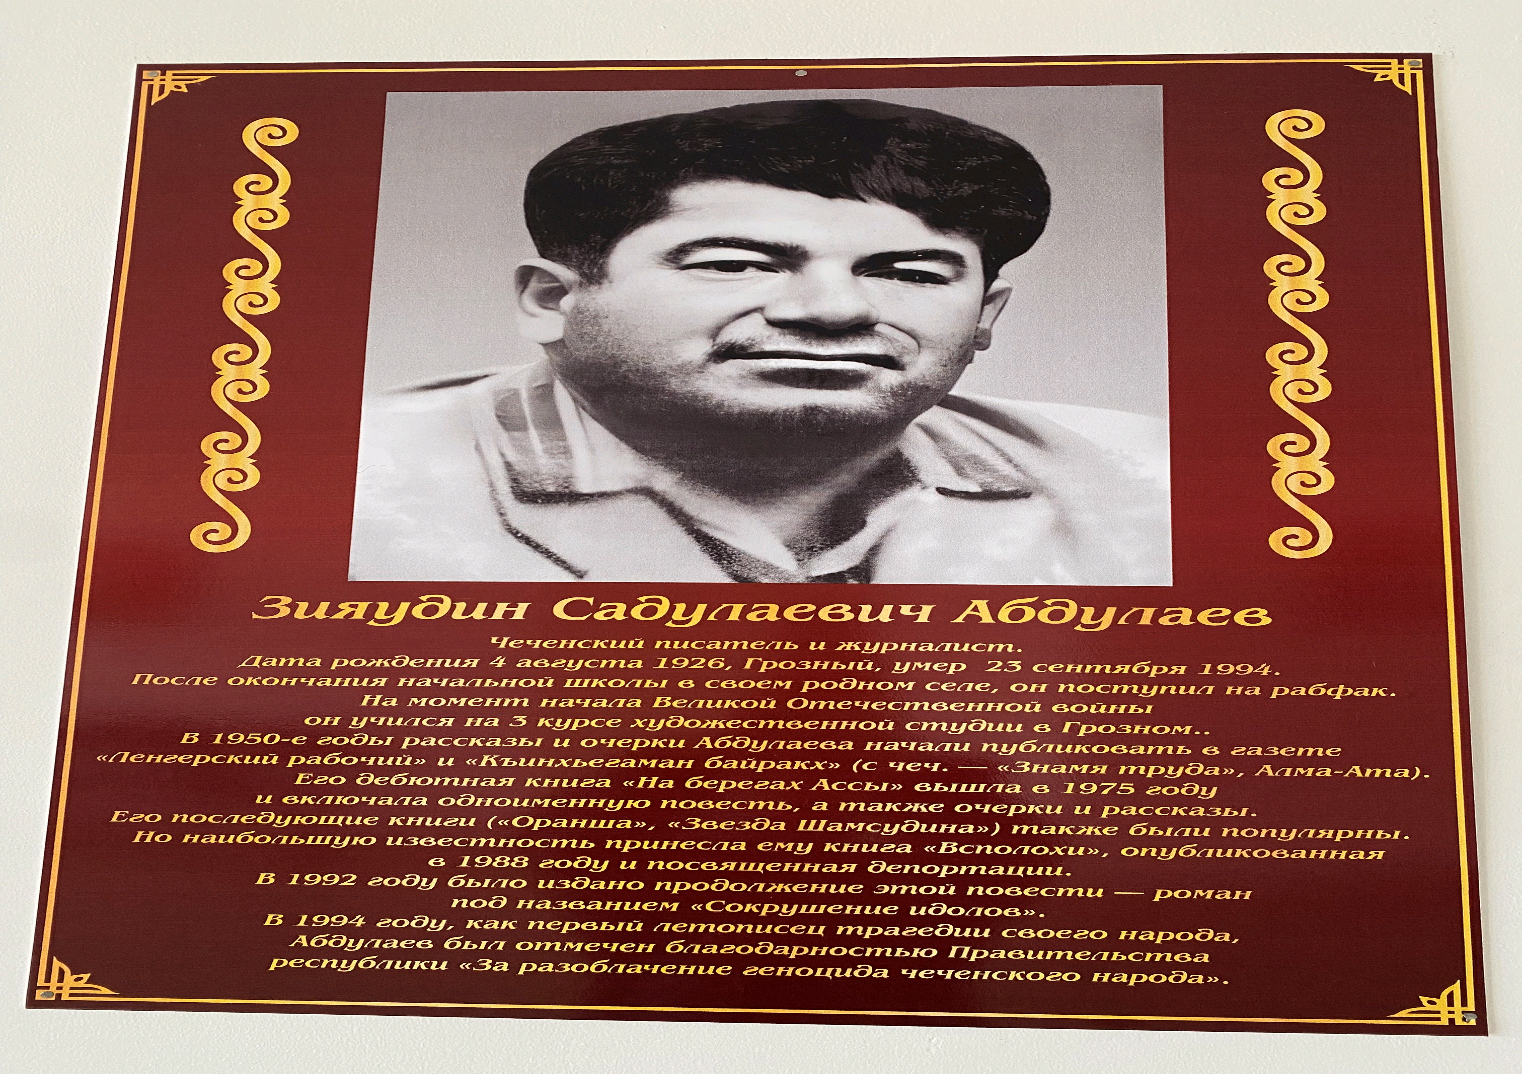 Зияудин Садулаевич Абдулаев
Чеченский писатель и журналист.
Дата рождения 4 августа 1926, Грозный, умер 23 сентября 1994.
После окончания начальной школы в своем родном селе, он поступил на рабфак.
На момент начала Великой Отечественной войны
он учился на 3 курсе художественной студии в Грозном..
В 1950-е годы рассказы и очерки Абдулаева начали публиковать в газете
«Ленгерский рабочий» и «Къинхьегаман байракх» (с чеч. — «Знамя труда», Алма-Ата).
Его дебютная книга «На берегах Ассы» вышла в 1975 году
и включала одноименную повесть, а также очерки и рассказы.
Его последующие книги («Оранша», «Звезда Шамсудина») также были популярны.
Но наибольшую известность принесла ему книга «Всполохи», опубликованная
в 1988 году и посвященная депортации.
В 1992 году было издано продолжение этой повести — роман
под названием «Сокрушение идолов».
В 1994 году, как первый летописец трагедии своего народа,
Абдулаев был отмечен благодарностью Правительства
республики «За разоблачение геноцида чеченского народа».